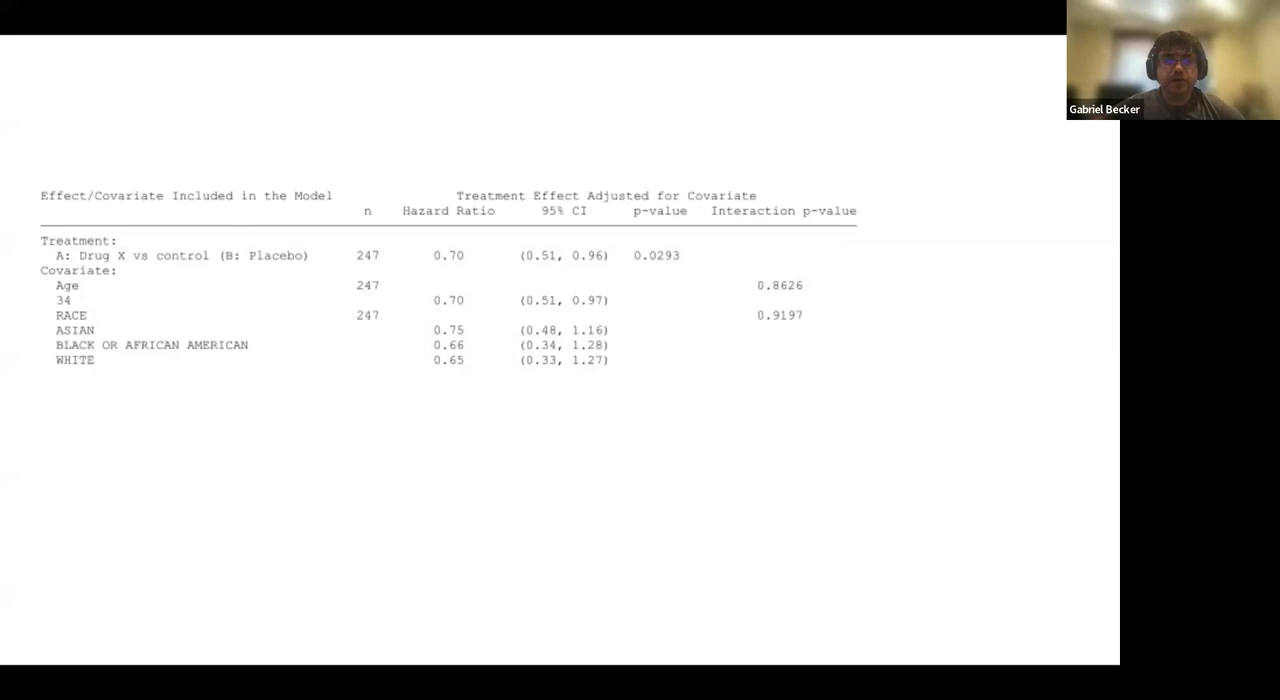 Gabriel Becker
Effect/Covariate Included in the Model Treatment Effect Adjusted for Covariate
n Hazard Ratio 95% CI p-value Interaction p-value
Treatment:
A: Drug X vs control (B: Placebo) 247 0.70 (0.51, 0.96) 0.0293
Covariate:
Age 247 0.8626
34 0.70 (0.51, 0.97)
RACE 247 0.9197
ASIAN 0.75 (0.48, 1.16)
BLACK OR AFRICAN AMERICAN 0.66 (0.34, 1.28)
WHITE 0.65 (0.33, 1.27)